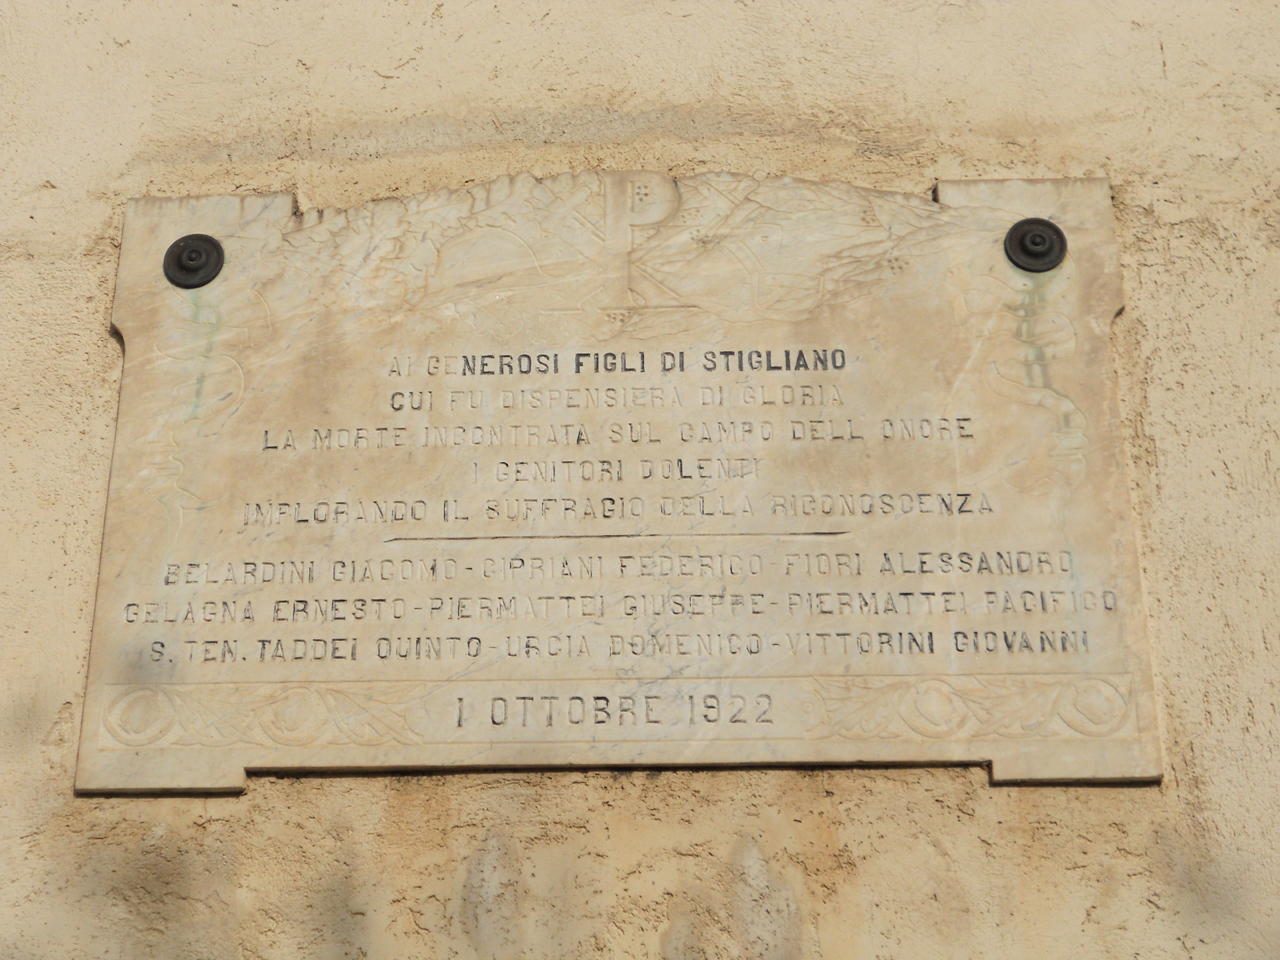 AI GENEROSI FIGLI DI STIGLIANO
CUI FU DISPENSIERA DI GLORIA
LA MORTE INCONTRATA SUL CAMPO DELL ONORE
I GENITORI DOLENTI
IMPLORANDO IL SUFFRAGIO DELLA RICONOSCENZA
BELARDINI GIACOMO - CIPRIANI FEDERICO - FIORI ALESSANDRO
GELAGNA ERNESTO - PIERMATTEI GIUSEPPE - PIERMATTEI PACIFICO
S. TEN. TADDEI QUINTO - URCIA DOMENICO - VITTORINI GIOVANNI
1 OTTOBRE 1922